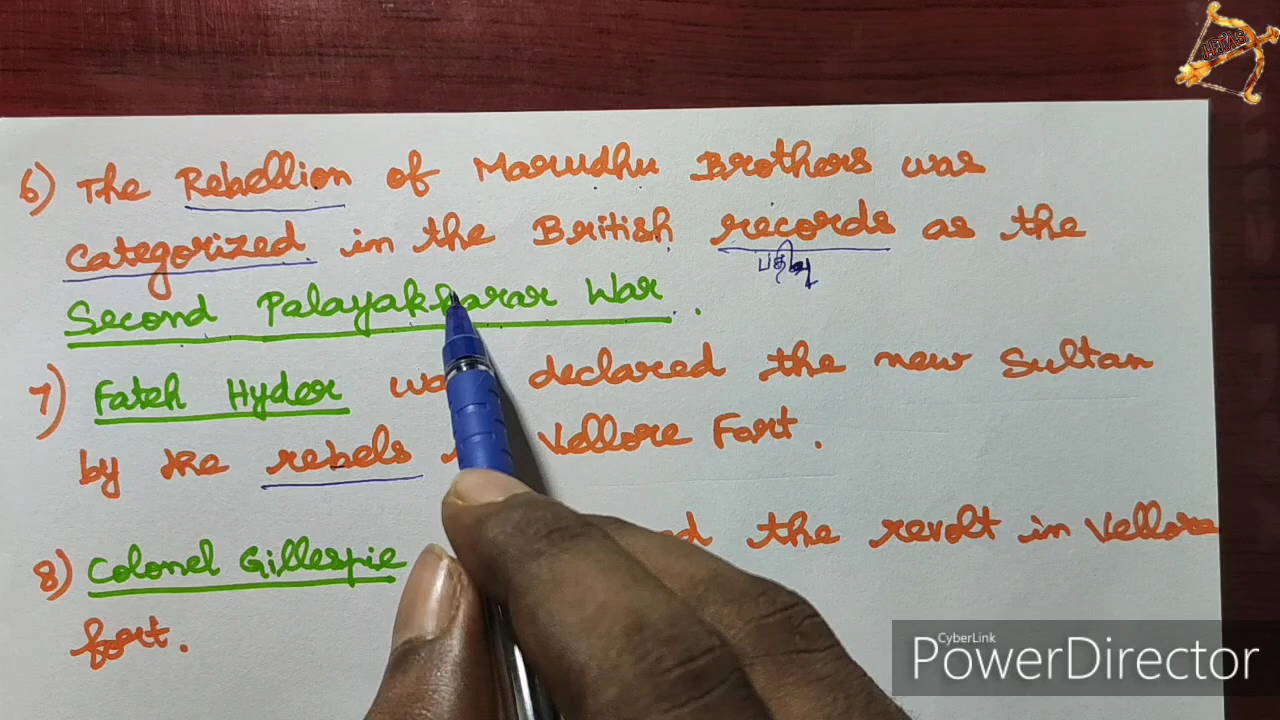 6) The Rebellion of Marudhu Brothers was
categorized in the British records as the
பதிவு
Second Palayakkarar War.
7) Fateh Hyder was declared the new Sultan
by the rebels Vellore Fort.
8) Colonel Gillespie the revolt in Vellore
fort.
HTMS
CyberLink
PowerDirector